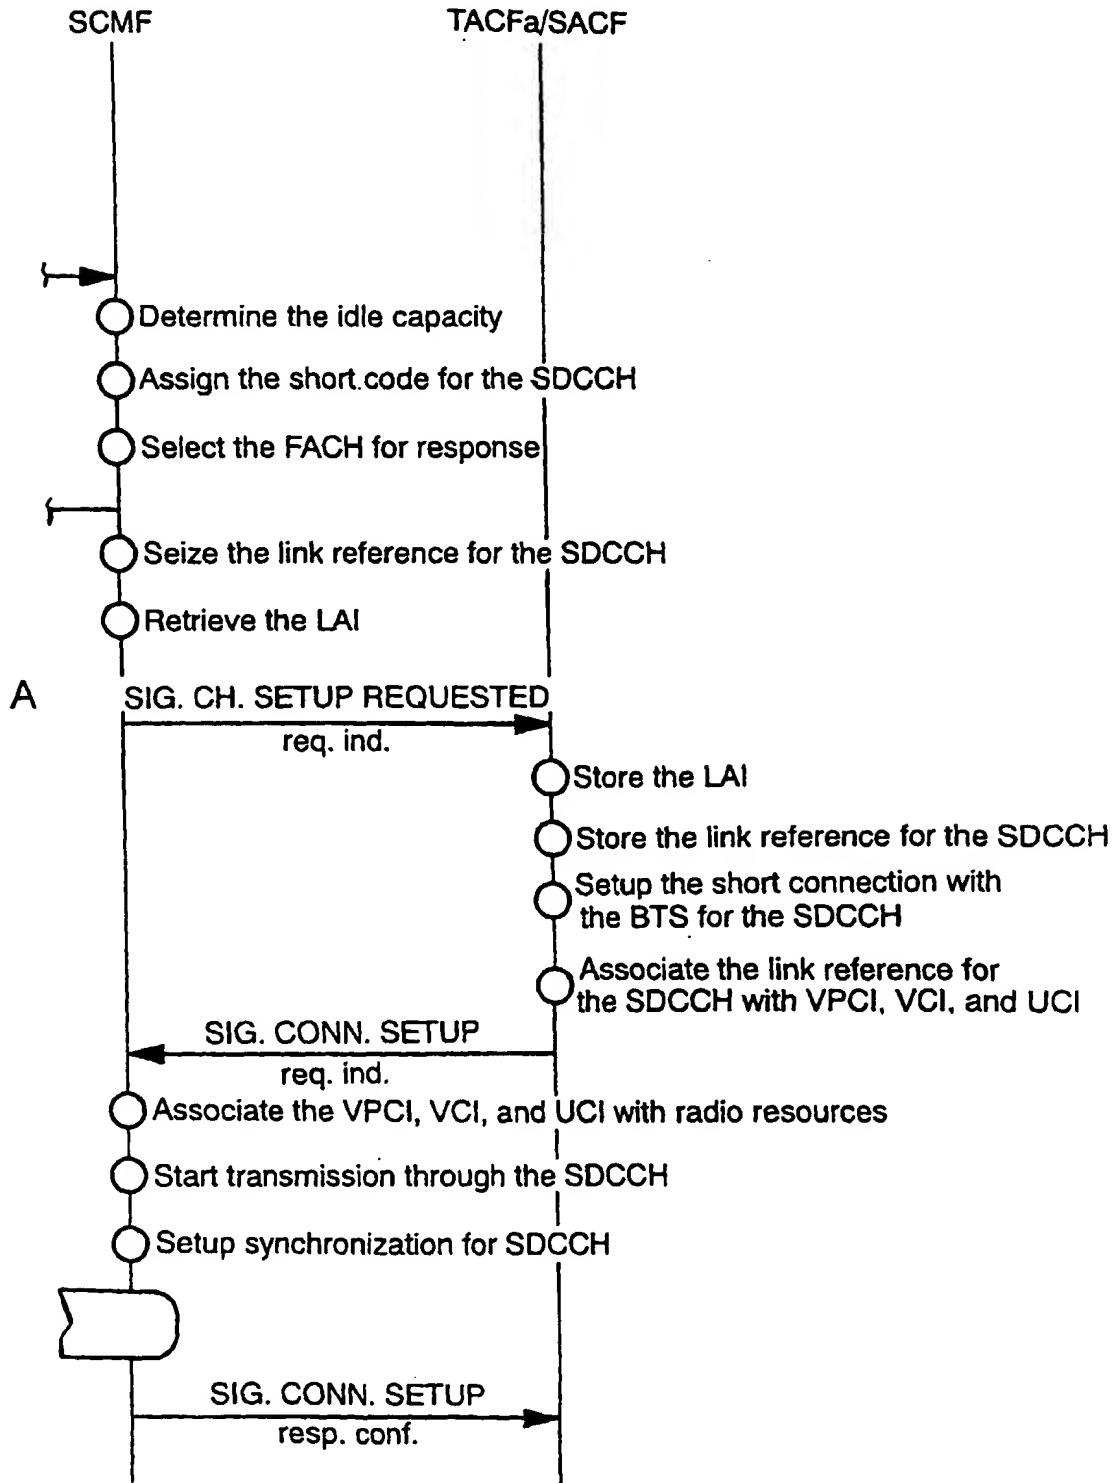 SCMF TACFa/SACF
Determine the idle capacity
Assign the short.code for the SDCCH
Select the FACH for response
Seize the link reference for the SDCCH
Retrieve the LAI
A SIG. CH. SETUP REQUESTED
req. ind.
Store the LAI
Store the link reference for the SDCCH
Setup the short connection with
the BTS for the SDCCH
Associate the link reference for
the SDCCH with VPCI, VCI, and UCI
SIG. CONN. SETUP
req. ind.
Associate the VPCI, VCI, and UCI with radio resources
Start transmission through the SDCCH
Setup synchronization for SDCCH
SIG. CONN. SETUP
resp. conf.